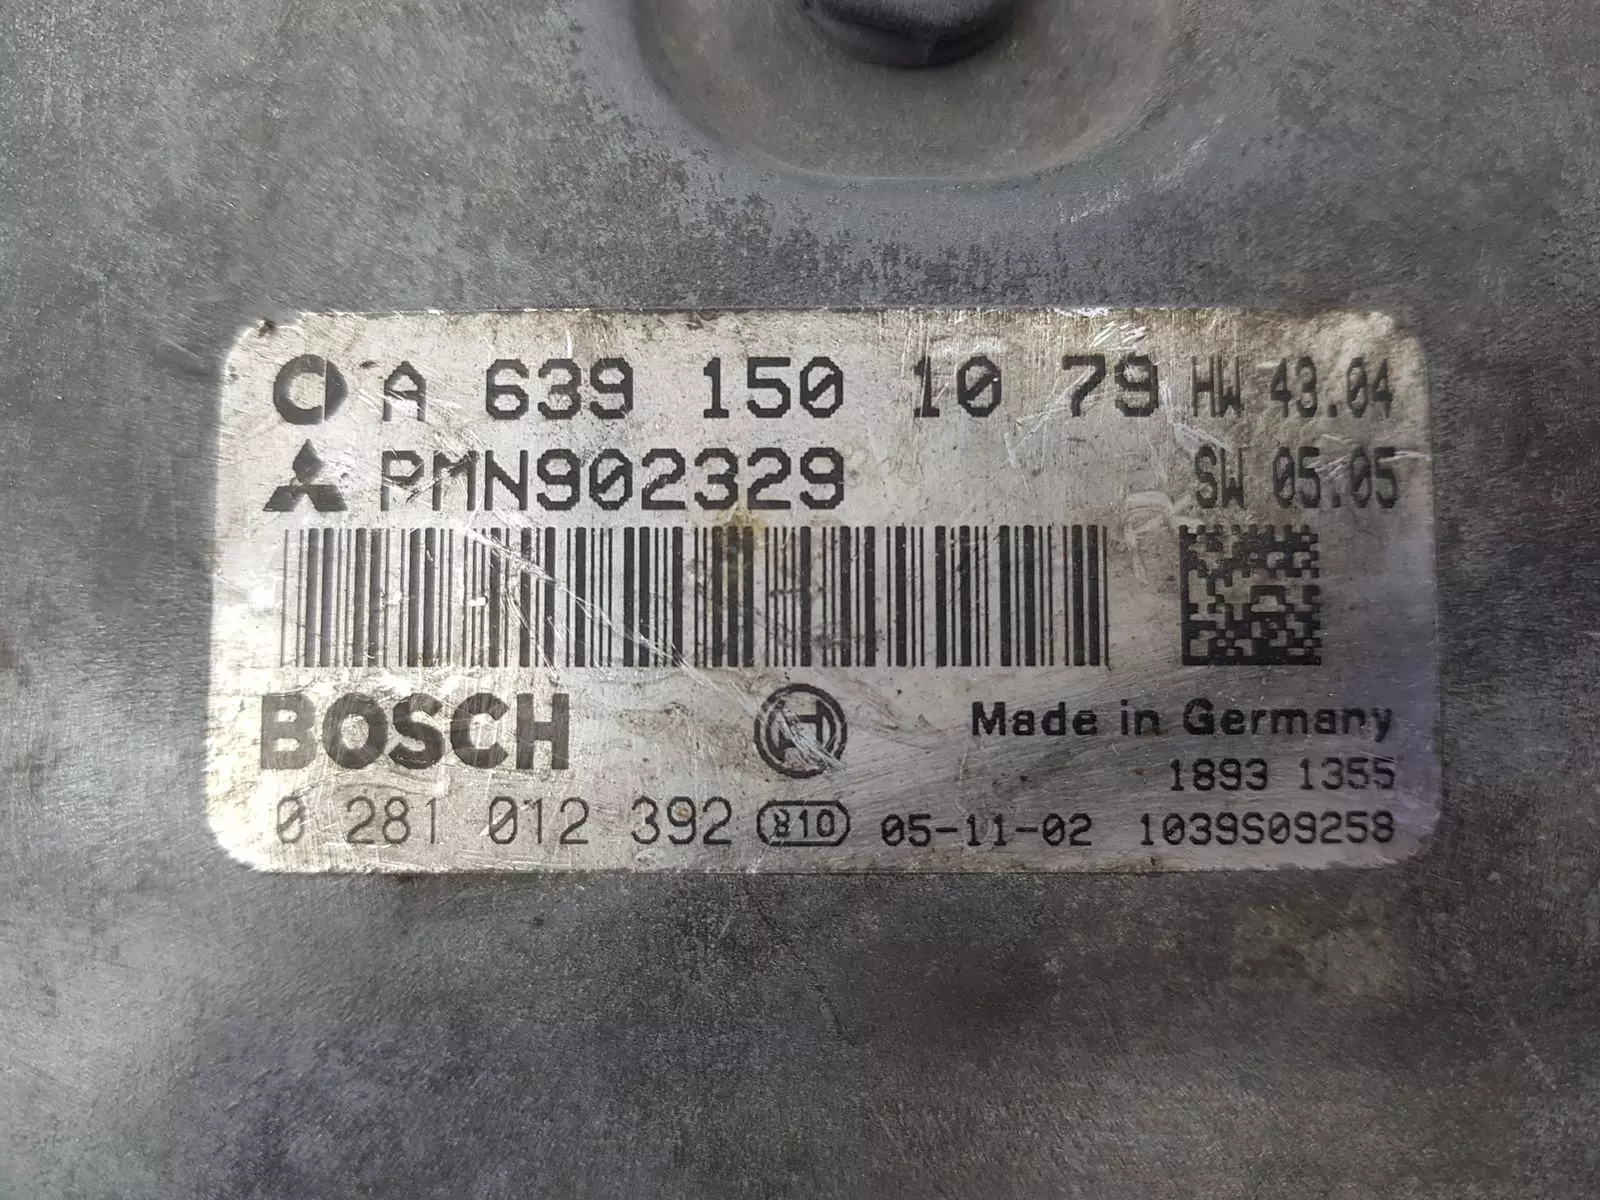 A 639 150 10 79 HW 43.04
PMN902329 SW 05.05
BOSCH Made in Germany
1893 1355
0 281 012 392 810 05-11-02 1039S09258